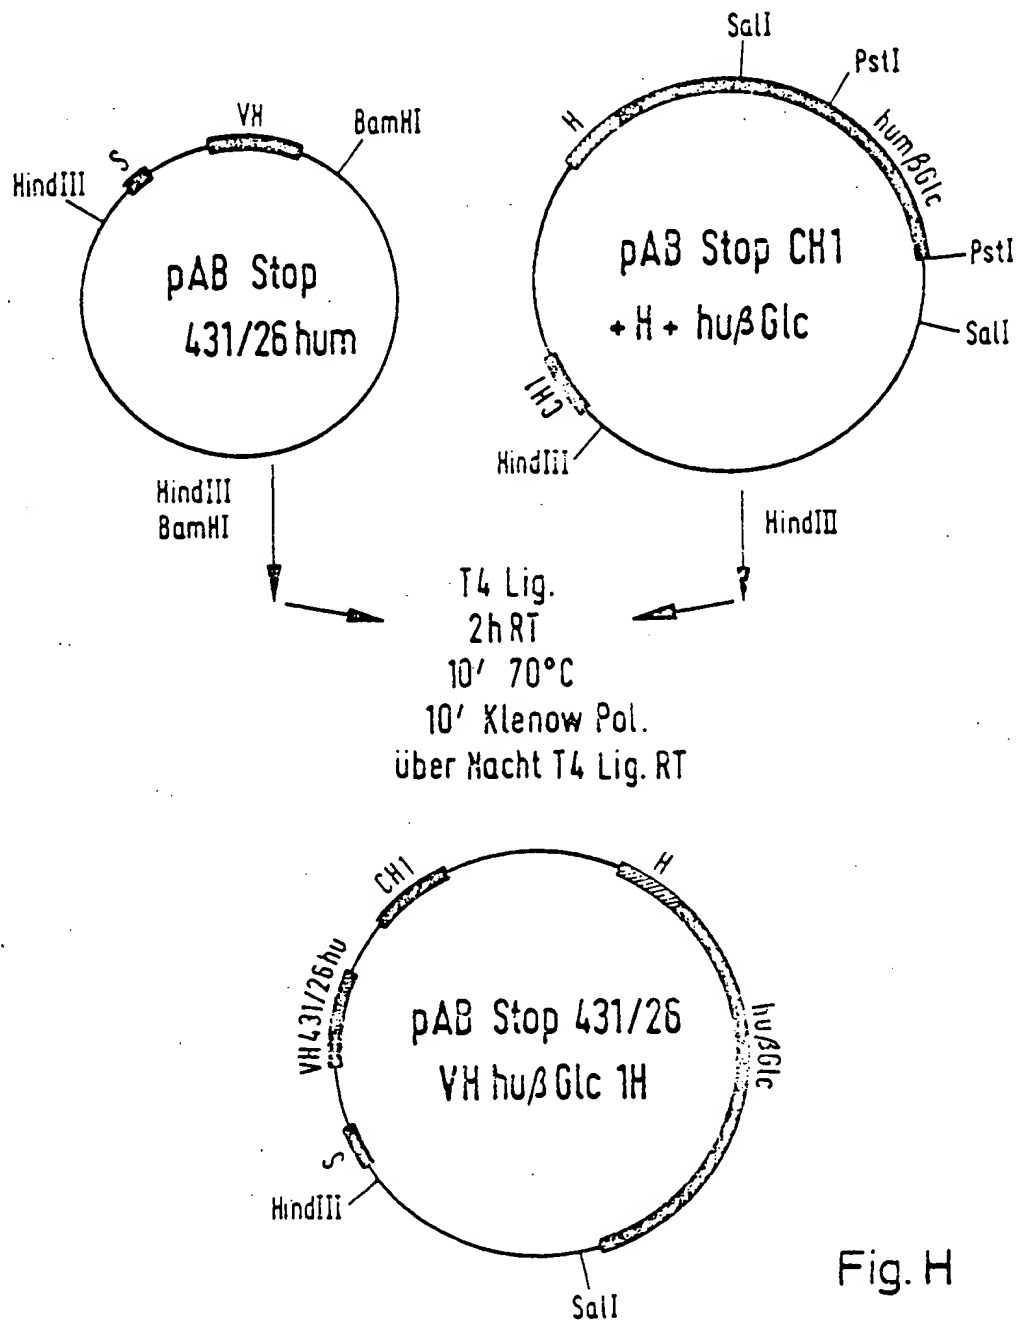 VH
BamHI
S
HindIII
pAB Stop
431/26 hum
HindIII
BamHI
SalI
PstI
H
humβGlc
PstI
SalI
pAB Stop CH1
+ H + huβGlc
CH1
HindIII
HindIII
T4 Lig.
2h RT
10′ 70°C
10′ Klenow Pol.
über Nacht T4 Lig. RT
CH1
H
VH431/26hu
huβGlc
pAB Stop 431/26
VH huβGlc 1H
S
HindIII
SalI
Fig. H